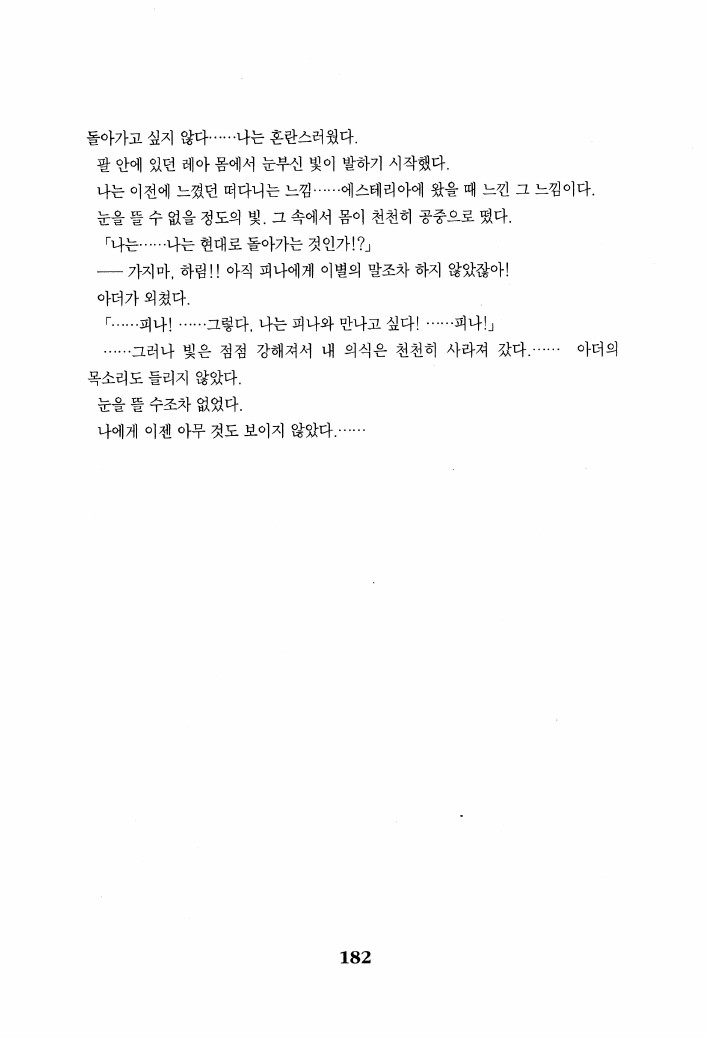 돌아가고 싶지 않다……나는 혼란스러웠다.
팔 안에 있던 레아 몸에서 눈부신 빛이 발하기 시작했다.
나는 이전에 느꼈던 떠다니는 느낌……에스테리아에 왔을 때 느낀 그 느낌이다.
눈을 뜰 수 없을 정도의 빛. 그 속에서 몸이 천천히 공중으로 떴다.
「나는……나는 현대로 돌아가는 것인가!?」
── 가지마, 하림!! 아직 피나에게 이별의 말조차 하지 않았잖아!
아더가 외쳤다.
「……피나! ……그렇다, 나는 피나와 만나고 싶다! ……피나!」
……그러나 빛은 점점 강해져서 내 의식은 천천히 사라져 갔다.…… 아더의
목소리도 들리지 않았다.
눈을 뜰 수조차 없었다.
나에게 이젠 아무 것도 보이지 않았다.……
182